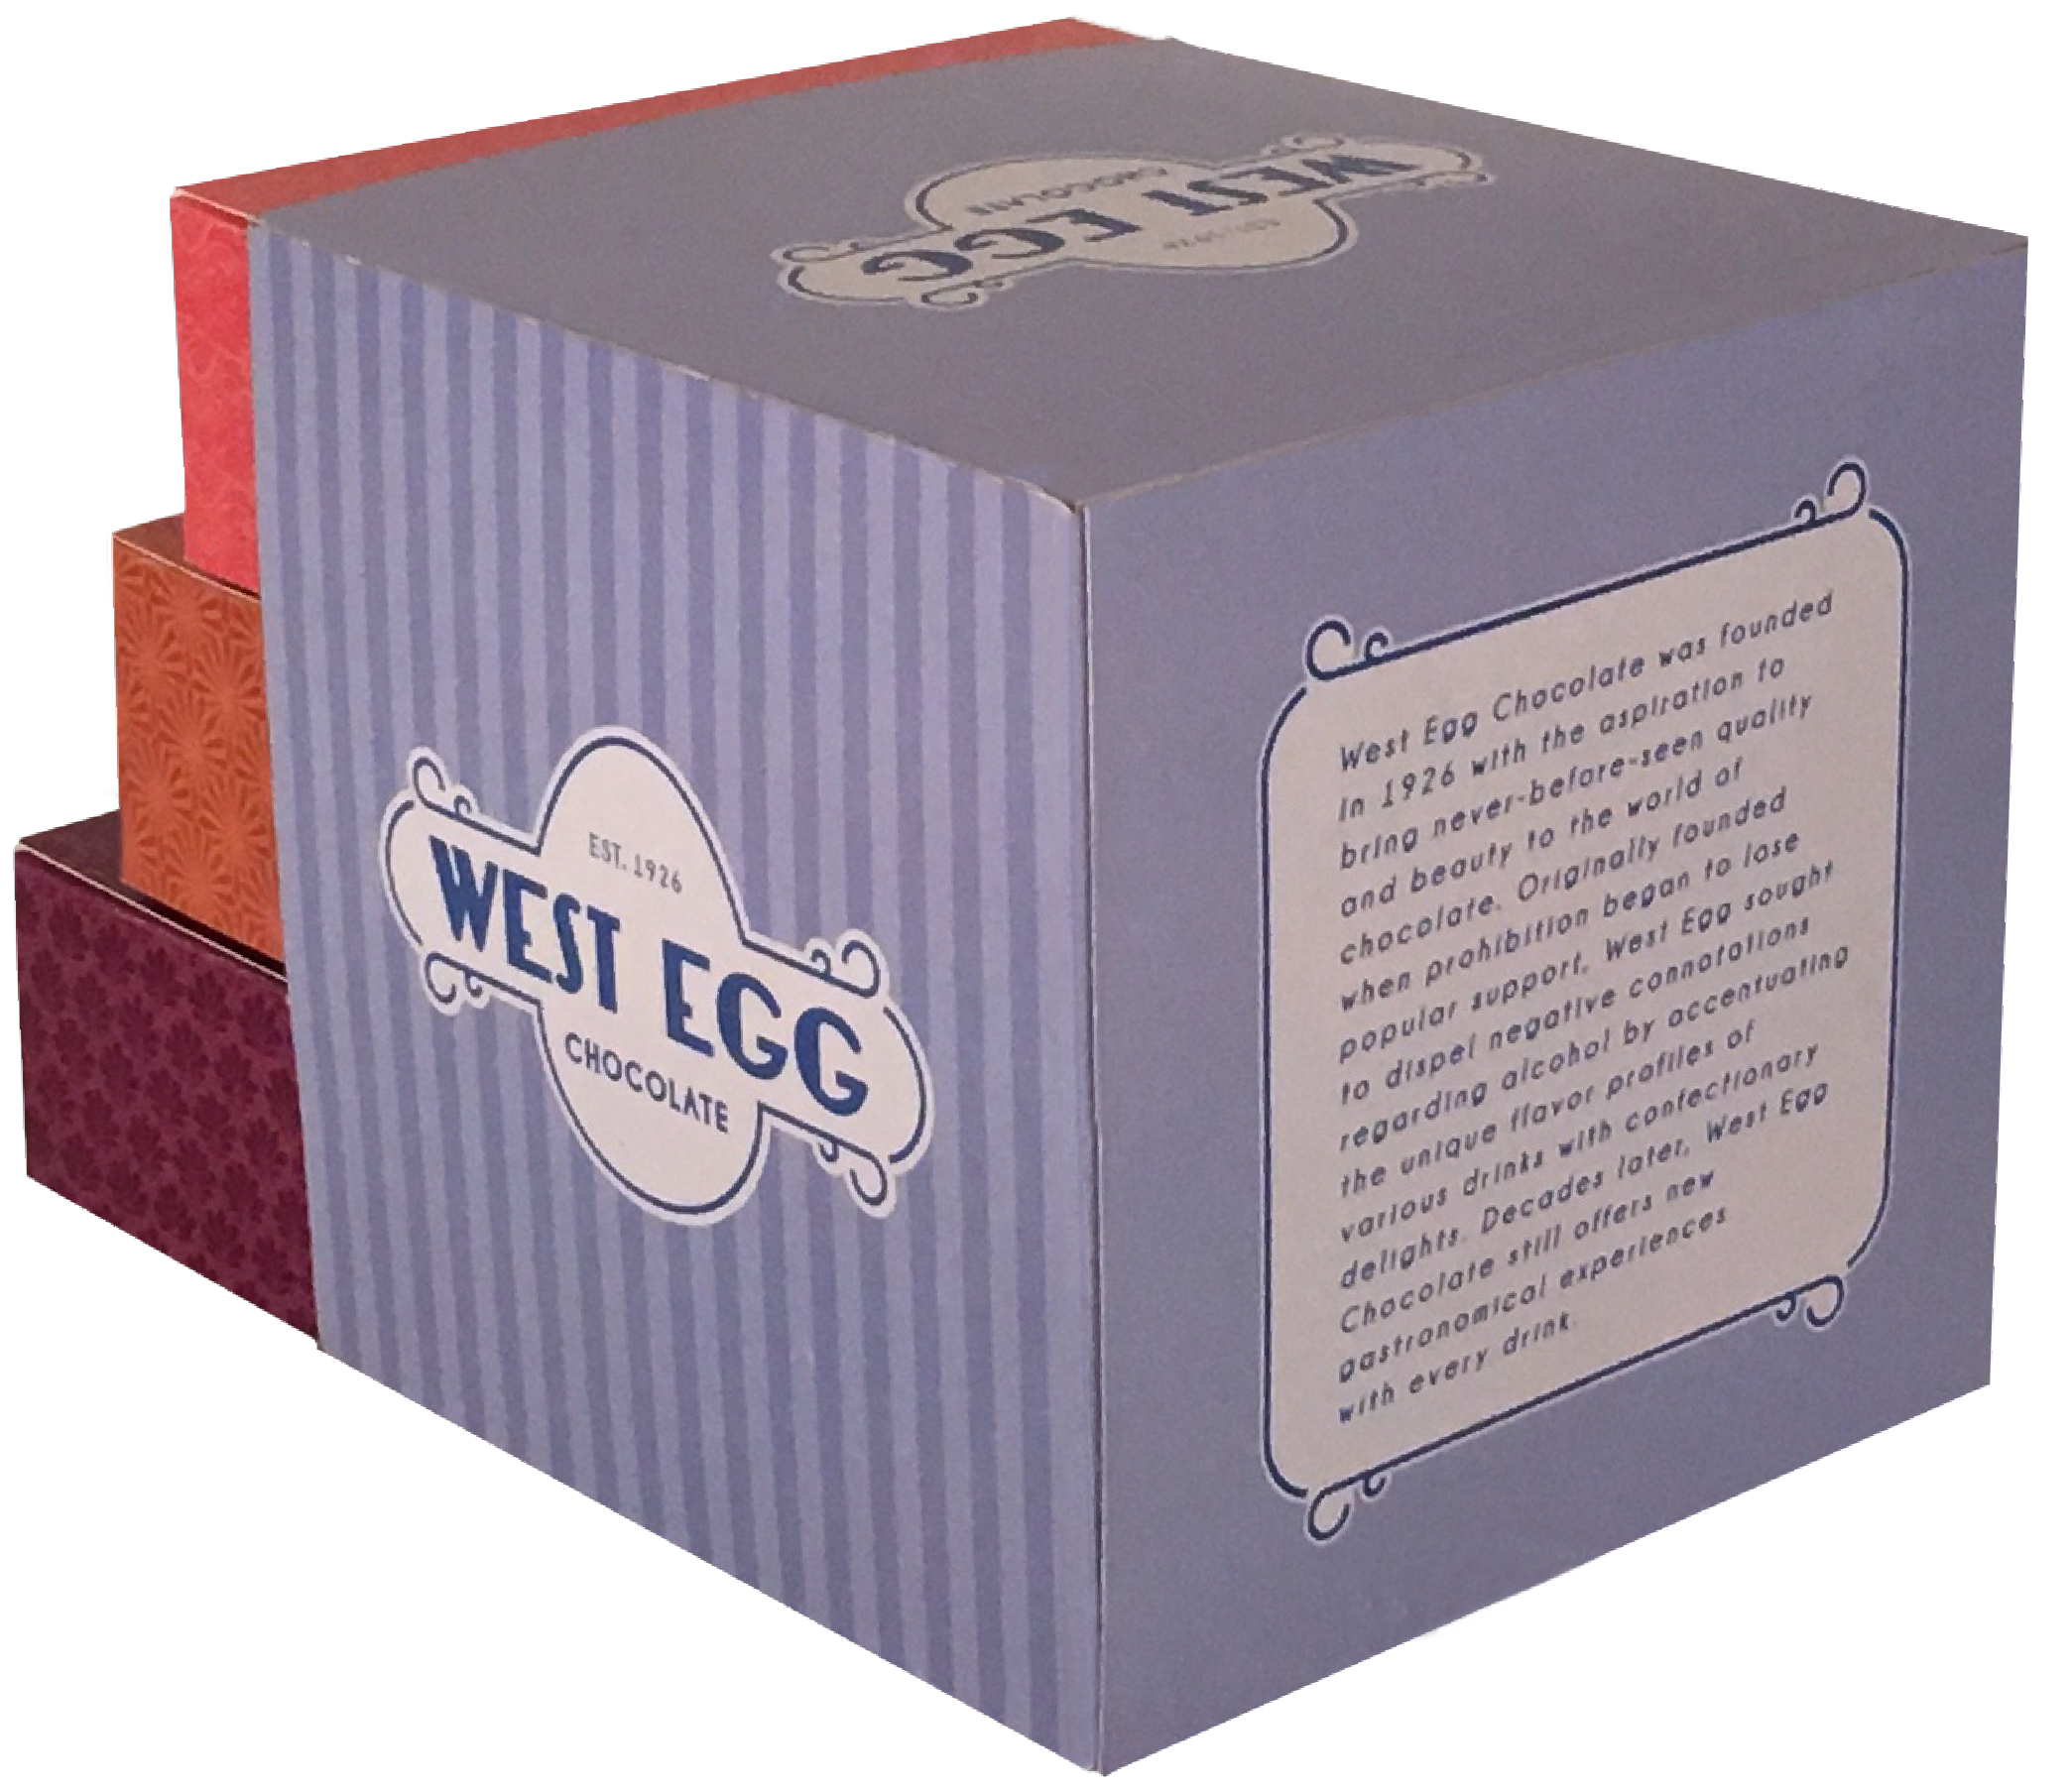 WEST EGG
CHOCOLATE
EST. 1926
EST. 1926
WEST EGG
CHOCOLATE
West Egg Chocolate was founded
in 1926 with the aspiration to
bring never-before-seen quality
and beauty to the world of
chocolate. Originally founded
when prohibition began to lose
popular support, West Egg sought
to dispel negative connotations
regarding alcohol by accentuating
the unique flavor profiles of
various drinks with confectionary
delights. Decades later, West Egg
Chocolate still offers new
gastronomical experiences
with every drink.